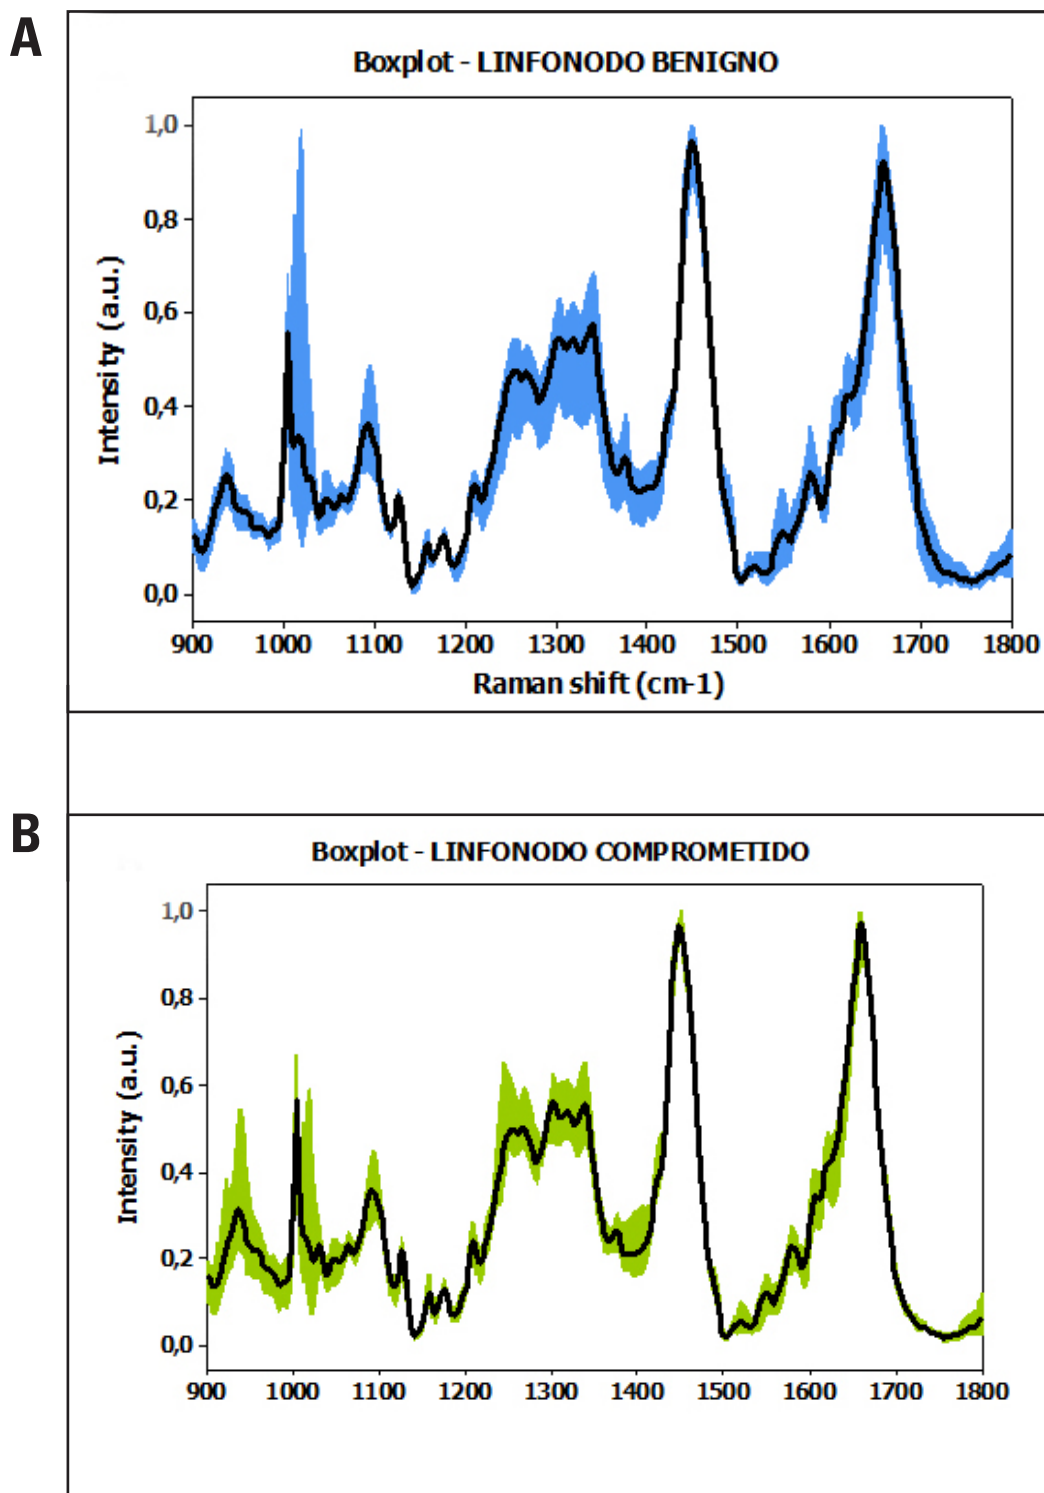 A
Boxplot - LINFONODO BENIGNO
Intensity (a.u.)
1,0
0,8
0,6
0,4
0,2
0,0
900 1000 1100 1200 1300 1400 1500 1600 1700 1800
Raman shift (cm-1)
B
Boxplot - LINFONODO COMPROMETIDO
Intensity (a.u.)
1,0
0,8
0,6
0,4
0,2
0,0
900 1000 1100 1200 1300 1400 1500 1600 1700 1800